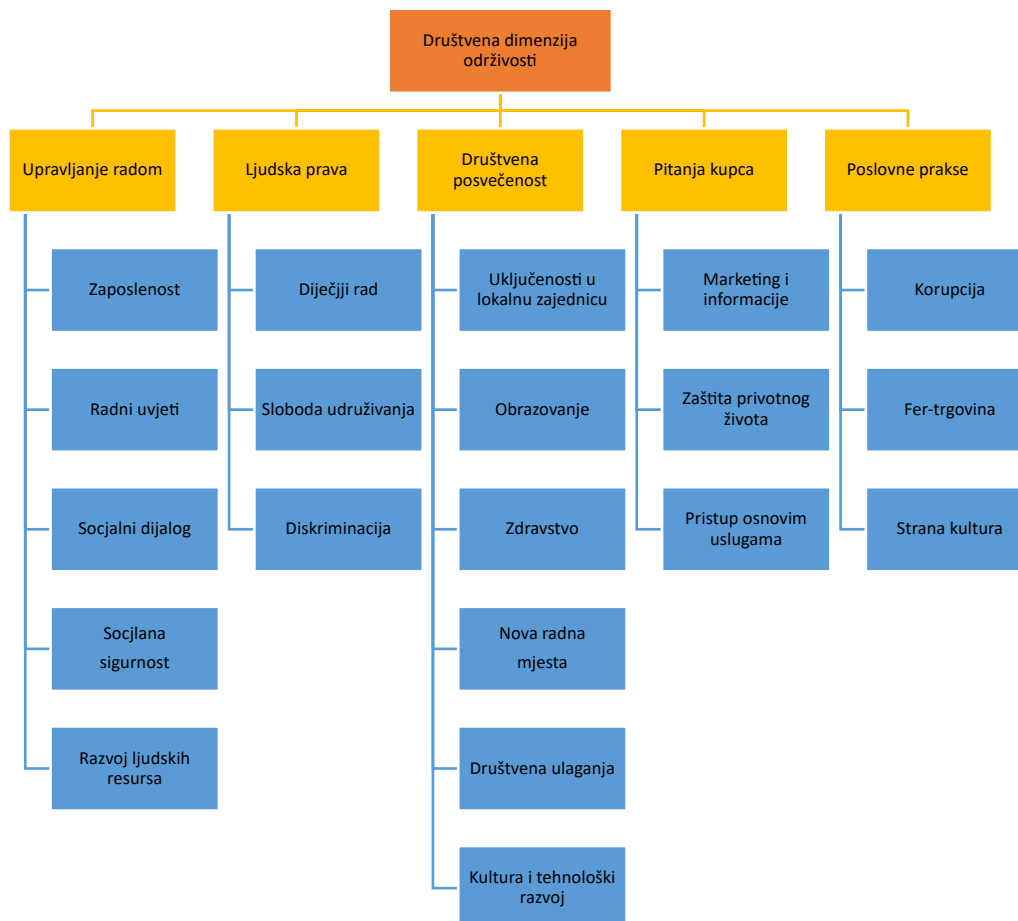 Društvena dimenzija
održivosti
Upravljanje radom
Ljudska prava
Društvena
posvečenost
Pitanja kupca
Poslovne prakse
Zaposlenost
Diječjji rad
Uključenosti u
lokalnu zajednicu
Marketing i
informacije
Korupcija
Radni uvjeti
Sloboda udruživanja
Obrazovanje
Zaštita privotnog
života
Fer-trgovina
Socjalni dijalog
Diskriminacija
Zdravstvo
Pristup osnovim
uslugama
Strana kultura
Socjlana
sigurnost
Nova radna
mjesta
Razvoj ljudskih
resursa
Društvena ulaganja
Kultura i tehnološki
razvoj